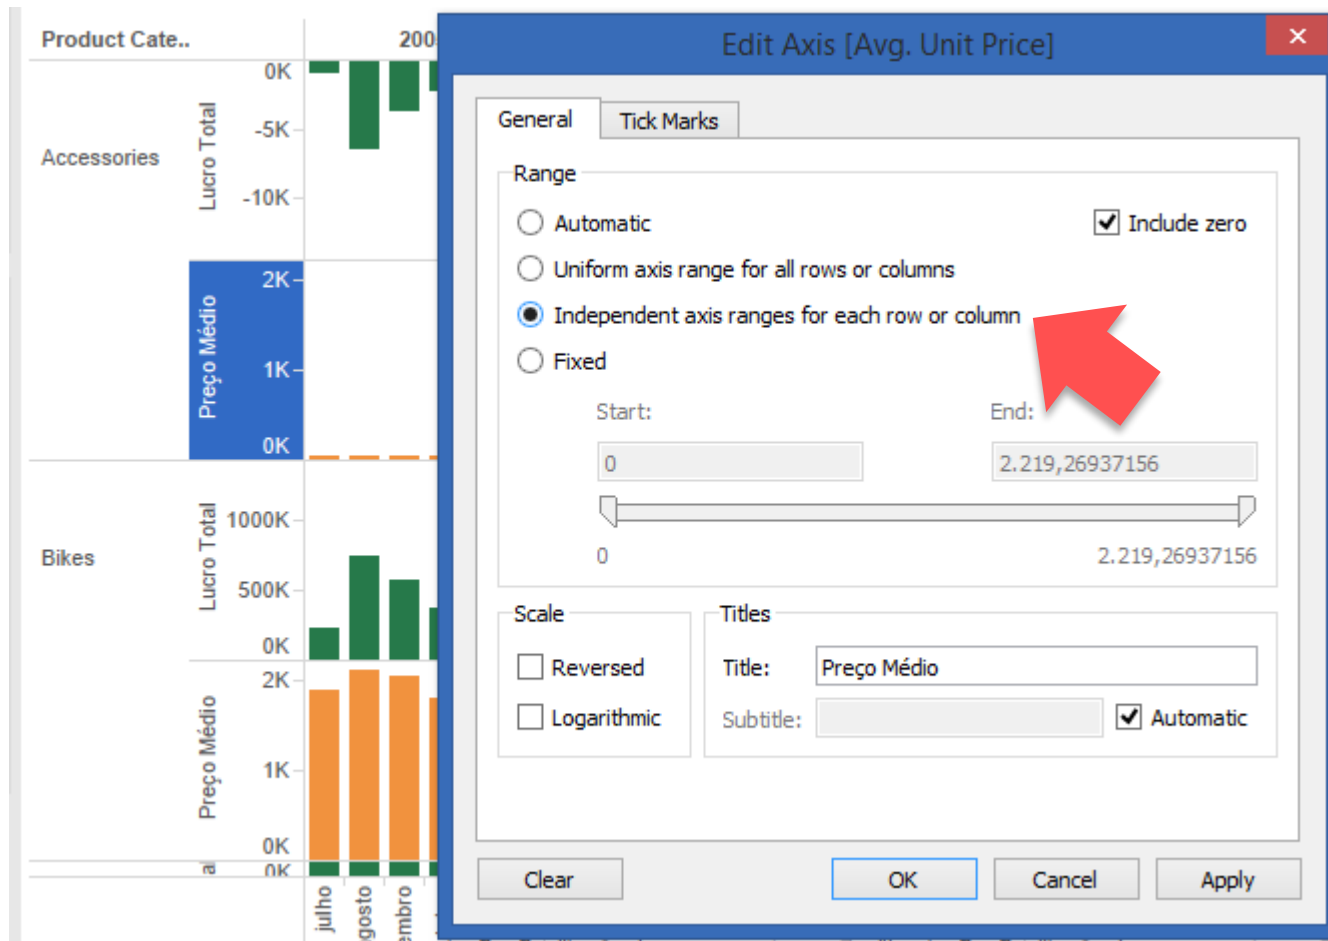 Product Cate..
200
Accessories
Lucro Total
0K
-5K
-10K
Preço Médio
2K
1K
0K
Bikes
Lucro Total
1000K
500K
0K
Preço Médio
2K
1K
0K
0K
julho
Edit Axis [Avg. Unit Price]
General
Tick Marks
Range
Automatic
Include zero
Uniform axis range for all rows or columns
Independent axis ranges for each row or column
Fixed
Start:
End:
0
2.219,26937156
0
2.219,26937156
Scale
Titles
Reversed
Title: Preço Médio
Logarithmic
Subtitle:
Automatic
Clear
OK
Cancel
Apply